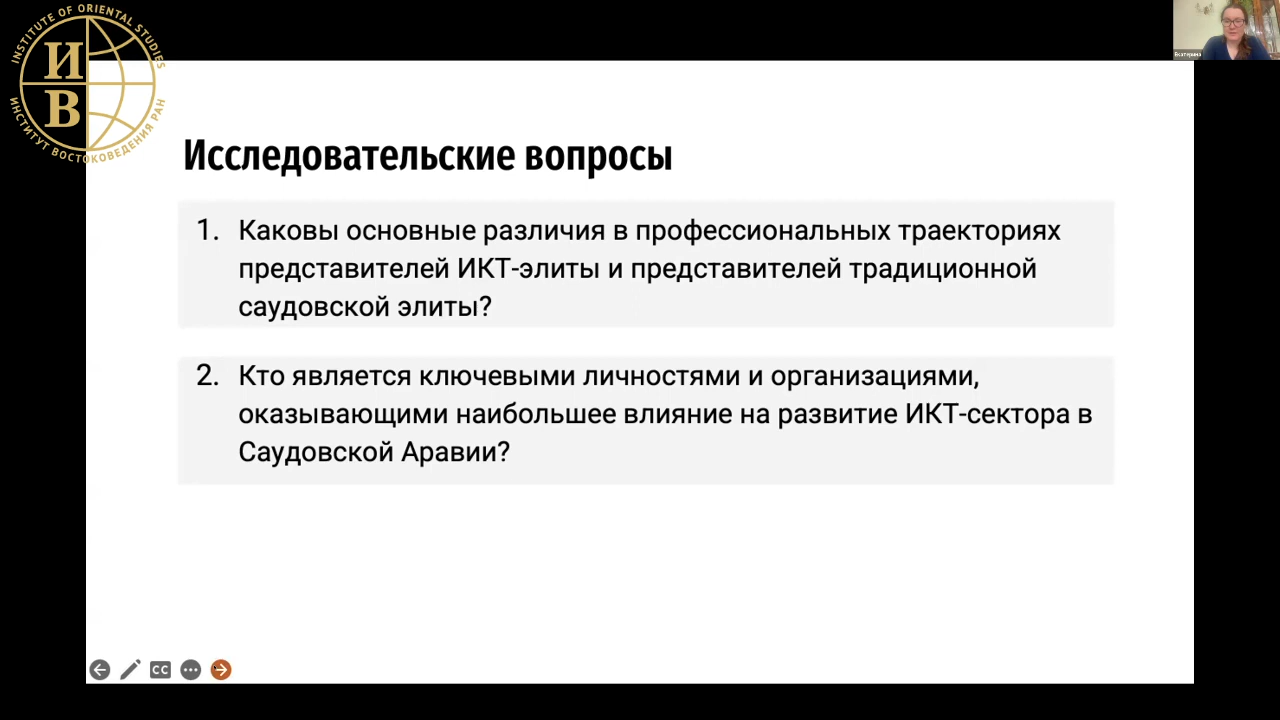 INSTITUTE OF ORIENTAL STUDIES
И
В
ИНСТИТУТ ВОСТОКОВЕДЕНИЯ РАН
Екатерина
Исследовательские вопросы
1. Каковы основные различия в профессиональных траекториях
представителей ИКТ-элиты и представителей традиционной
саудовской элиты?
2. Кто является ключевыми личностями и организациями,
оказывающими наибольшее влияние на развитие ИКТ-сектора в
Саудовской Аравии?
CC